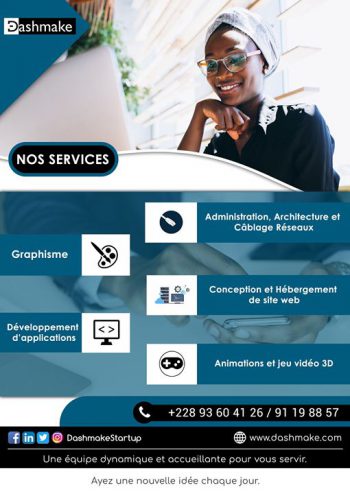 Dashmake
NOS SERVICES
Administration, Architecture et
Câblage Réseaux
Graphisme
Conception et Hébergement
de site web
Développement
d'applications
Animations et jeu vidéo 3D
+228 93 60 41 26 / 91 19 88 57
DashmakeStartup
www.dashmake.com
Une équipe dynamique et accueillante pour vous servir.
Ayez une nouvelle idée chaque jour.